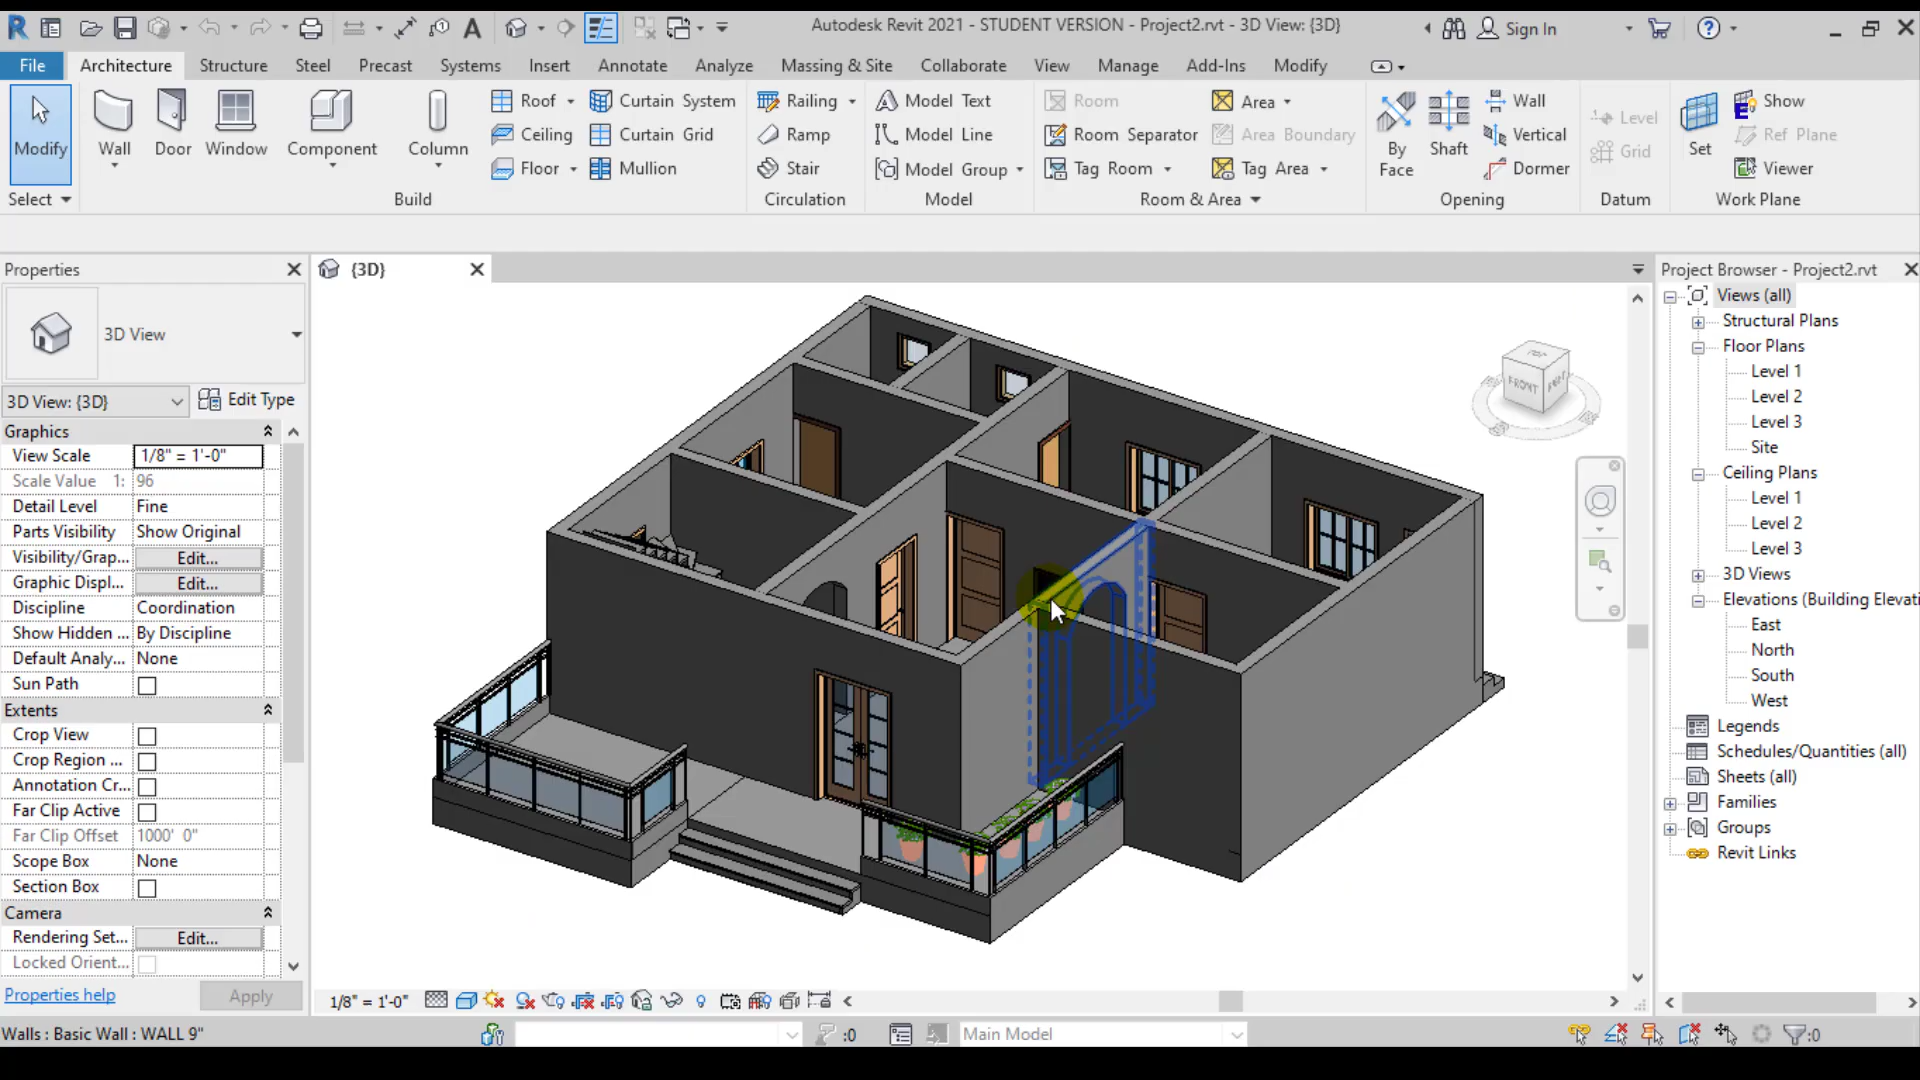 Autodesk Revit 2021 - STUDENT VERSION - Project2.rvt - 3D View: {3D}
Sign In
File Architecture Structure Steel Precast Systems Insert Annotate Analyze Massing & Site Collaborate View Manage Add-Ins Modify
Modify
Wall
Door
Window
Component
Column
Roof
Ceiling
Floor
Curtain System
Curtain Grid
Mullion
Railing
Ramp
Stair
Model Text
Model Line
Model Group
Room
Room Separator
Tag Room
Area
Area Boundary
Tag Area
By
Face
Shaft
Wall
Vertical
Dormer
Level
Grid
Set
Show
Ref Plane
Viewer
Select
Build
Circulation
Model
Room & Area
Opening
Datum
Work Plane
Properties
3D View
3D View: {3D}
Edit Type
Graphics
View Scale 1/8" = 1'-0"
Scale Value 1: 96
Detail Level Fine
Parts Visibility Show Original
Visibility/Grap... Edit...
Graphic Displ... Edit...
Discipline Coordination
Show Hidden ... By Discipline
Default Analy... None
Sun Path
Extents
Crop View
Crop Region ...
Annotation Cr...
Far Clip Active
Far Clip Offset 1000' 0"
Scope Box None
Section Box
Camera
Rendering Set... Edit...
Locked Orient...
Properties help
Apply
{3D}
FRONT
1/8" = 1'-0"
Project Browser - Project2.rvt
Views (all)
Structural Plans
Floor Plans
Level 1
Level 2
Level 3
Site
Ceiling Plans
Level 1
Level 2
Level 3
3D Views
Elevations (Building Elevati
East
North
South
West
Legends
Schedules/Quantities (all)
Sheets (all)
Families
Groups
Revit Links
Walls : Basic Wall : WALL 9"
:0
Main Model
:0